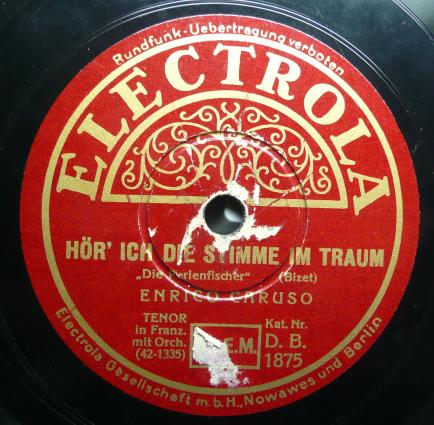 Rundfunk-Uebertragung verboten
ELECTROLA
HÖR' ICH DIE STIMME IM TRAUM
„Die Perlenfischer" (Bizet)
ENRICO CARUSO
TENOR
in Franz.
mit Orch.
(42-1335)
Kat. Nr.
D. B.
1875
Electrola Gesellschaft m.b.H., Nowawes und Berlin